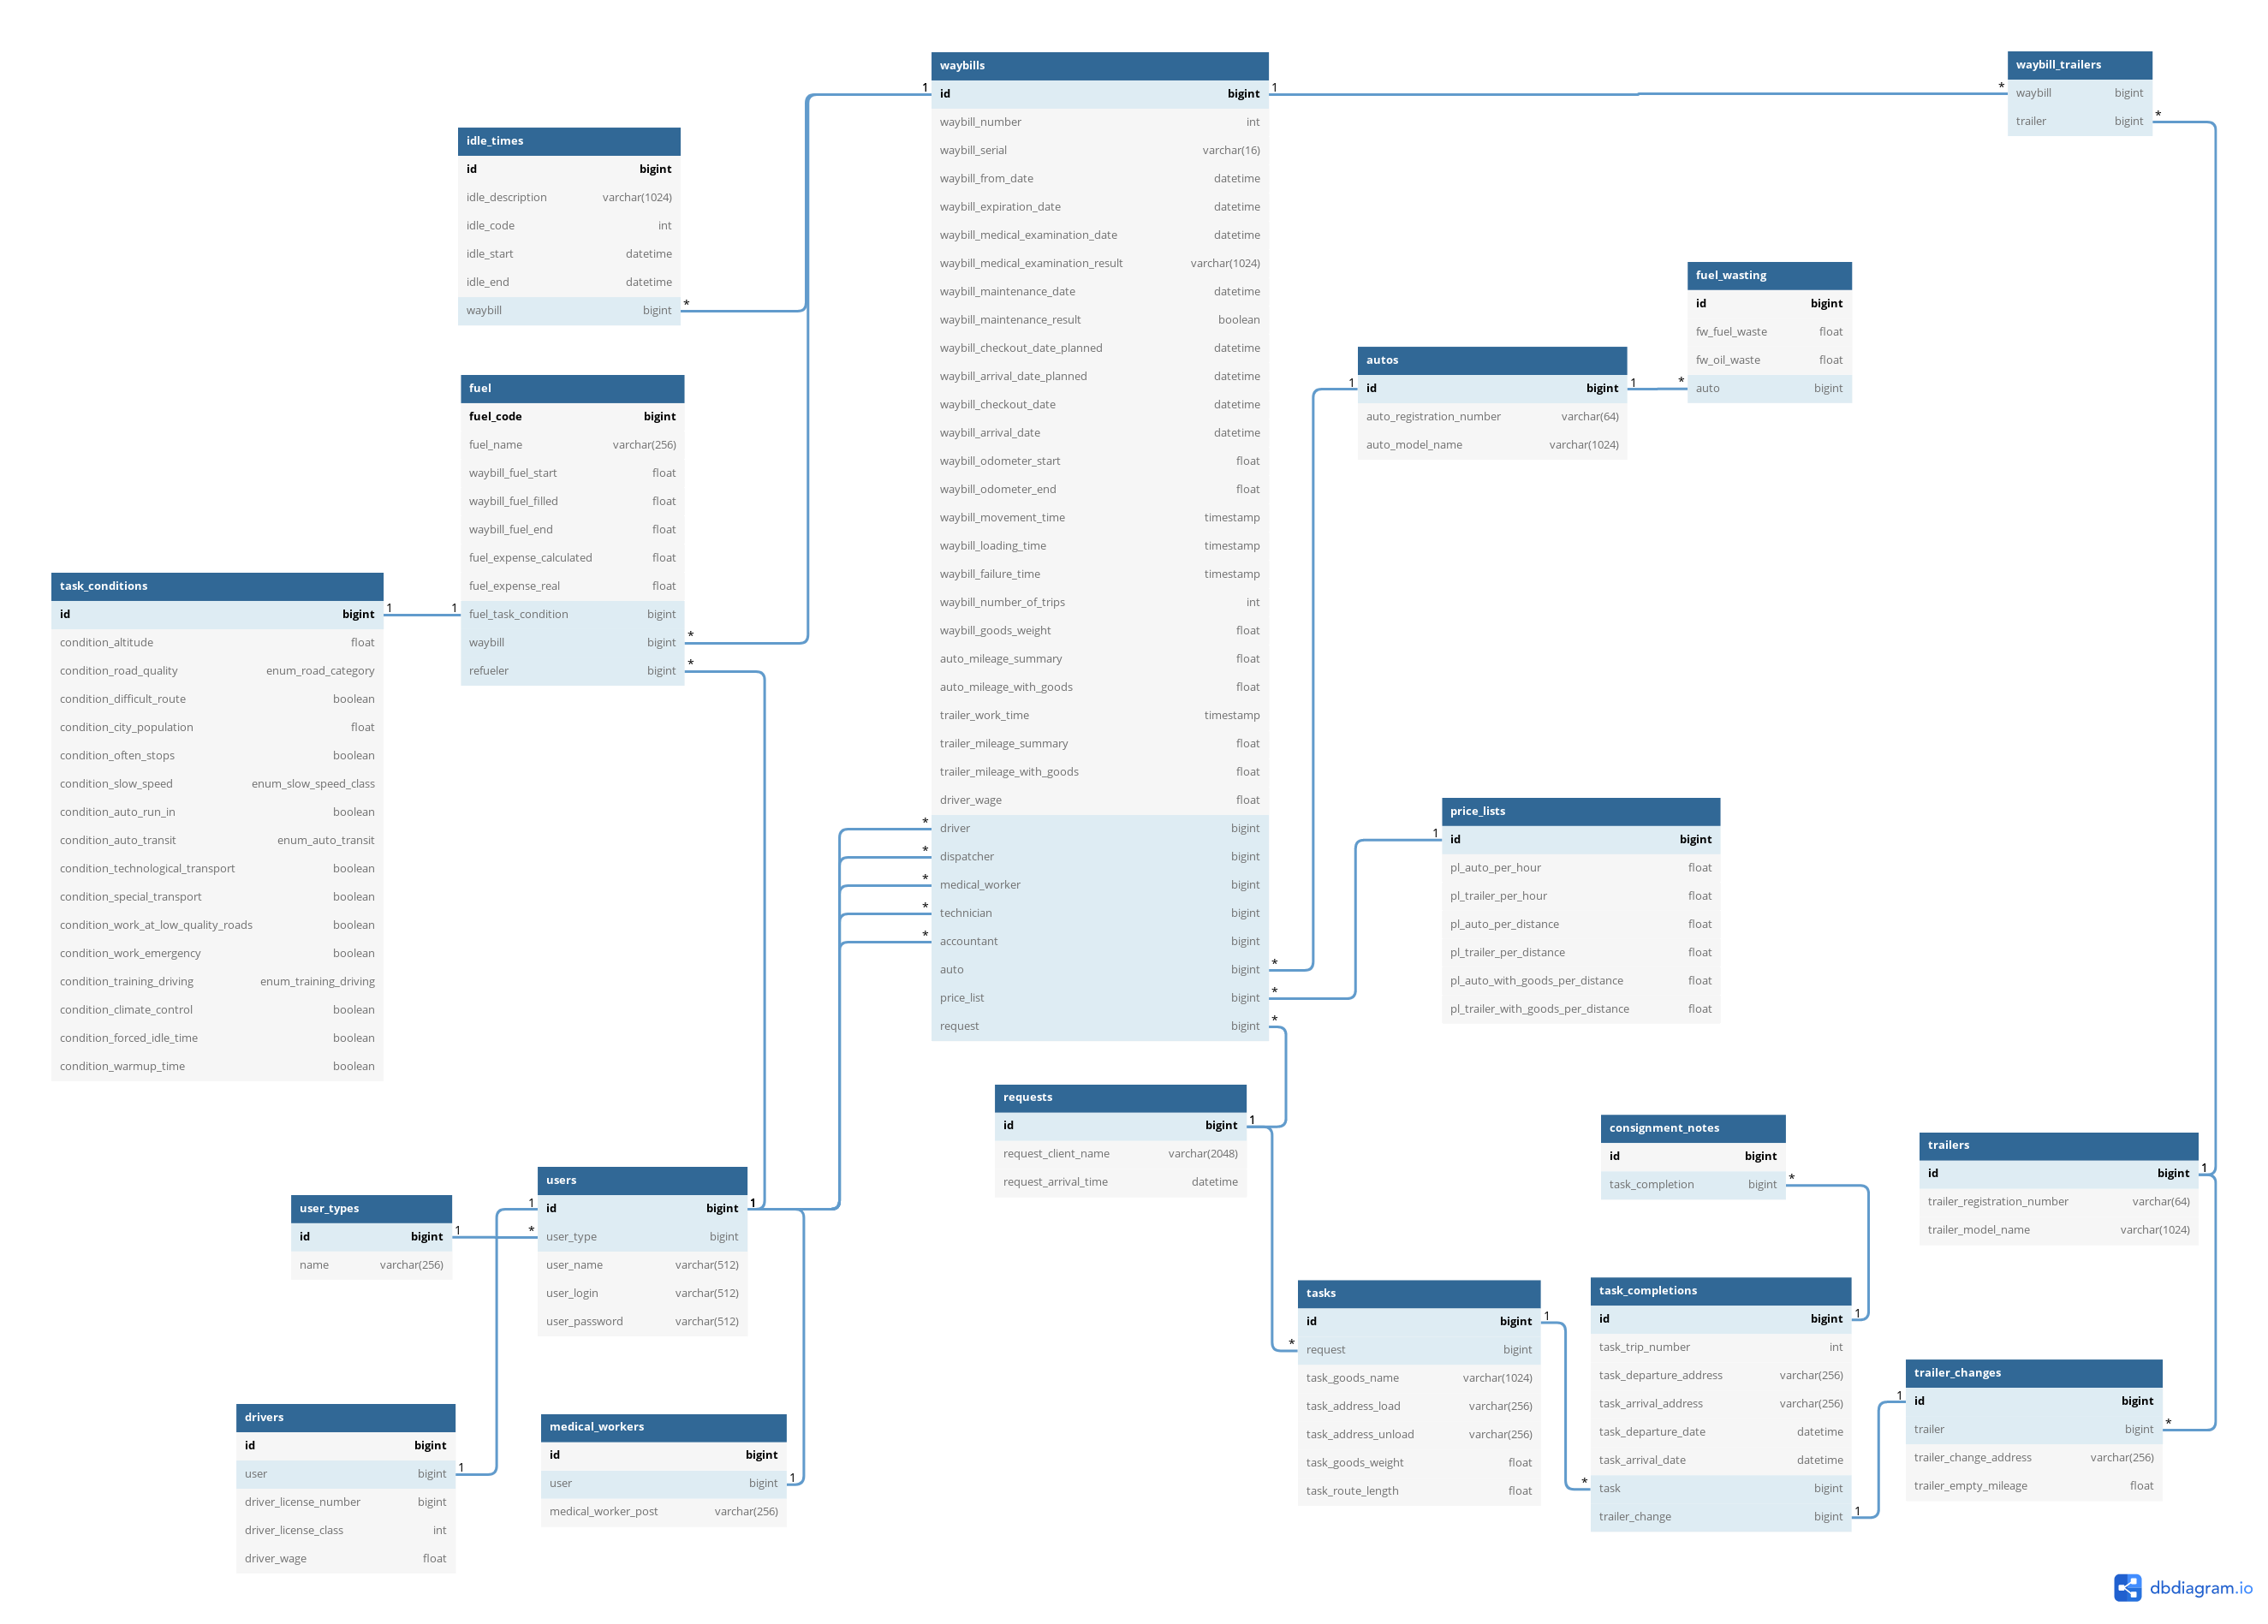 waybills
1 id bigint 1
waybill_number int
waybill_serial varchar(16)
waybill_from_date datetime
waybill_expiration_date datetime
waybill_medical_examination_date datetime
waybill_medical_examination_result varchar(1024)
waybill_maintenance_date datetime
waybill_maintenance_result boolean
waybill_checkout_date_planned datetime
waybill_arrival_date_planned datetime
waybill_checkout_date datetime
waybill_arrival_date datetime
waybill_odometer_start float
waybill_odometer_end float
waybill_movement_time timestamp
waybill_loading_time timestamp
waybill_failure_time timestamp
waybill_number_of_trips int
waybill_goods_weight float
auto_mileage_summary float
auto_mileage_with_goods float
trailer_work_time timestamp
trailer_mileage_summary float
trailer_mileage_with_goods float
driver_wage float
* driver bigint
* dispatcher bigint
* medical_worker bigint
* technician bigint
* accountant bigint
auto bigint *
price_list bigint *
request bigint *
waybill_trailers
* waybill bigint
trailer bigint *
idle_times
id bigint
idle_description varchar(1024)
idle_code int
idle_start datetime
idle_end datetime
waybill bigint *
fuel_wasting
id bigint
fw_fuel_waste float
fw_oil_waste float
* auto bigint
autos
1 id bigint 1
auto_registration_number varchar(64)
auto_model_name varchar(1024)
fuel
fuel_code bigint
fuel_name varchar(256)
waybill_fuel_start float
waybill_fuel_filled float
waybill_fuel_end float
fuel_expense_calculated float
fuel_expense_real float
1 fuel_task_condition bigint
waybill bigint *
refueler bigint *
task_conditions
id bigint 1
condition_altitude float
condition_road_quality enum_road_category
condition_difficult_route boolean
condition_city_population float
condition_often_stops boolean
condition_slow_speed enum_slow_speed_class
condition_auto_run_in boolean
condition_auto_transit enum_auto_transit
condition_technological_transport boolean
condition_special_transport boolean
condition_work_at_low_quality_roads boolean
condition_work_emergency boolean
condition_training_driving enum_training_driving
condition_climate_control boolean
condition_forced_idle_time boolean
condition_warmup_time boolean
price_lists
1 id bigint
pl_auto_per_hour float
pl_trailer_per_hour float
pl_auto_per_distance float
pl_trailer_per_distance float
pl_auto_with_goods_per_distance float
pl_trailer_with_goods_per_distance float
requests
id bigint 1
request_client_name varchar(2048)
request_arrival_time datetime
consignment_notes
id bigint
task_completion bigint *
trailers
id bigint 1
trailer_registration_number varchar(64)
trailer_model_name varchar(1024)
users
1 id bigint 1
* user_type bigint
user_name varchar(512)
user_login varchar(512)
user_password varchar(512)
user_types
id bigint 1
name varchar(256)
tasks
id bigint 1
* request bigint
task_goods_name varchar(1024)
task_address_load varchar(256)
task_address_unload varchar(256)
task_goods_weight float
task_route_length float
task_completions
id bigint 1
task_trip_number int
task_departure_address varchar(256)
task_arrival_address varchar(256)
task_departure_date datetime
task_arrival_date datetime
* task bigint
trailer_change bigint 1
trailer_changes
1 id bigint
trailer bigint *
trailer_change_address varchar(256)
trailer_empty_mileage float
drivers
id bigint
user bigint 1
driver_license_number bigint
driver_license_class int
driver_wage float
medical_workers
id bigint
user bigint 1
medical_worker_post varchar(256)
dbdiagram.io